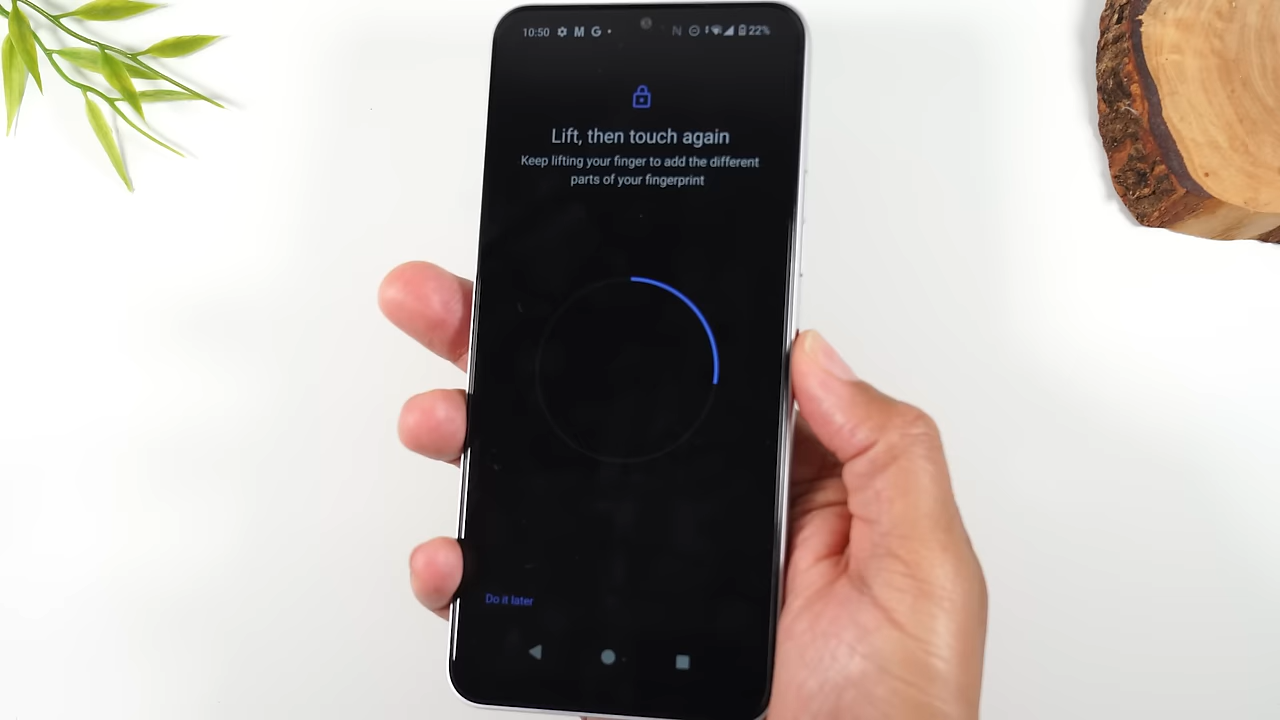 10:50 M G 22%
Lift, then touch again
Keep lifting your finger to add the different
parts of your fingerprint
Do it later